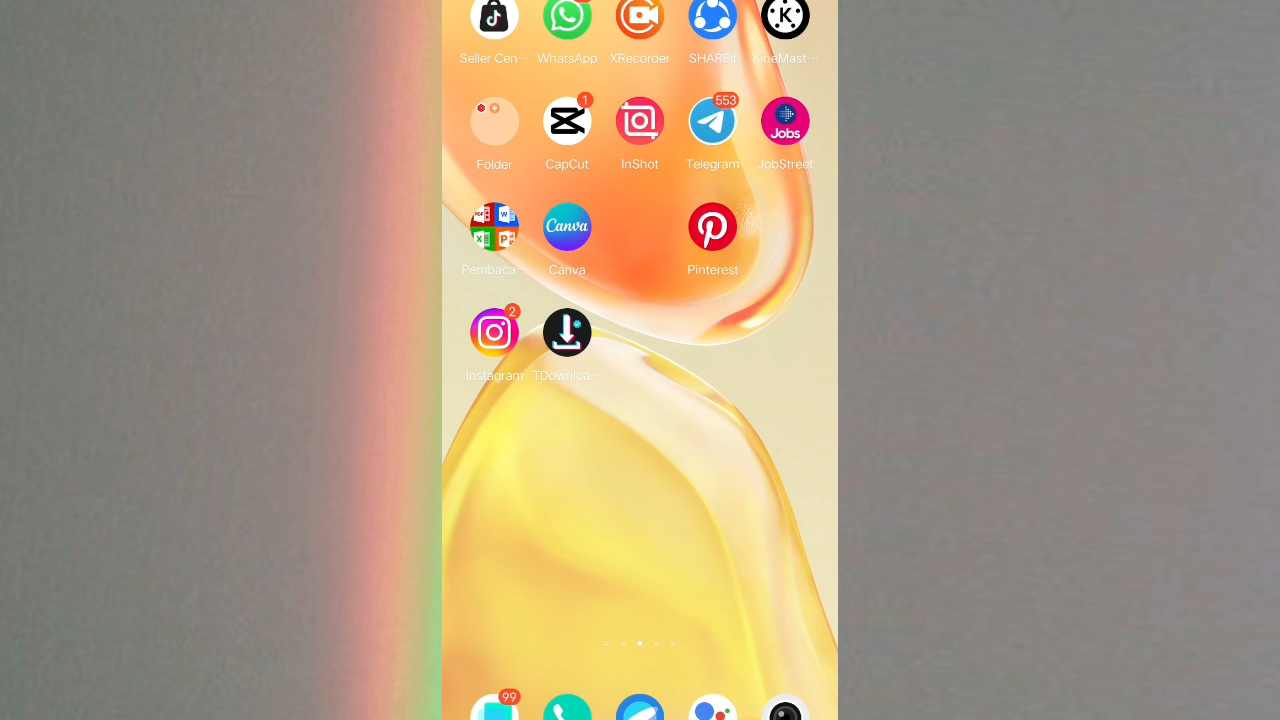 Seller Cen···
WhatsApp
XRecorder
SHAREit
KineMast···
K
1
553
Jobs
Folder
CapCut
InShot
Telegram
JobStreet
PDF
W
X
P
Canva
Pembaca
Canva
Pinterest
2
Instagram
TDownloa···
99